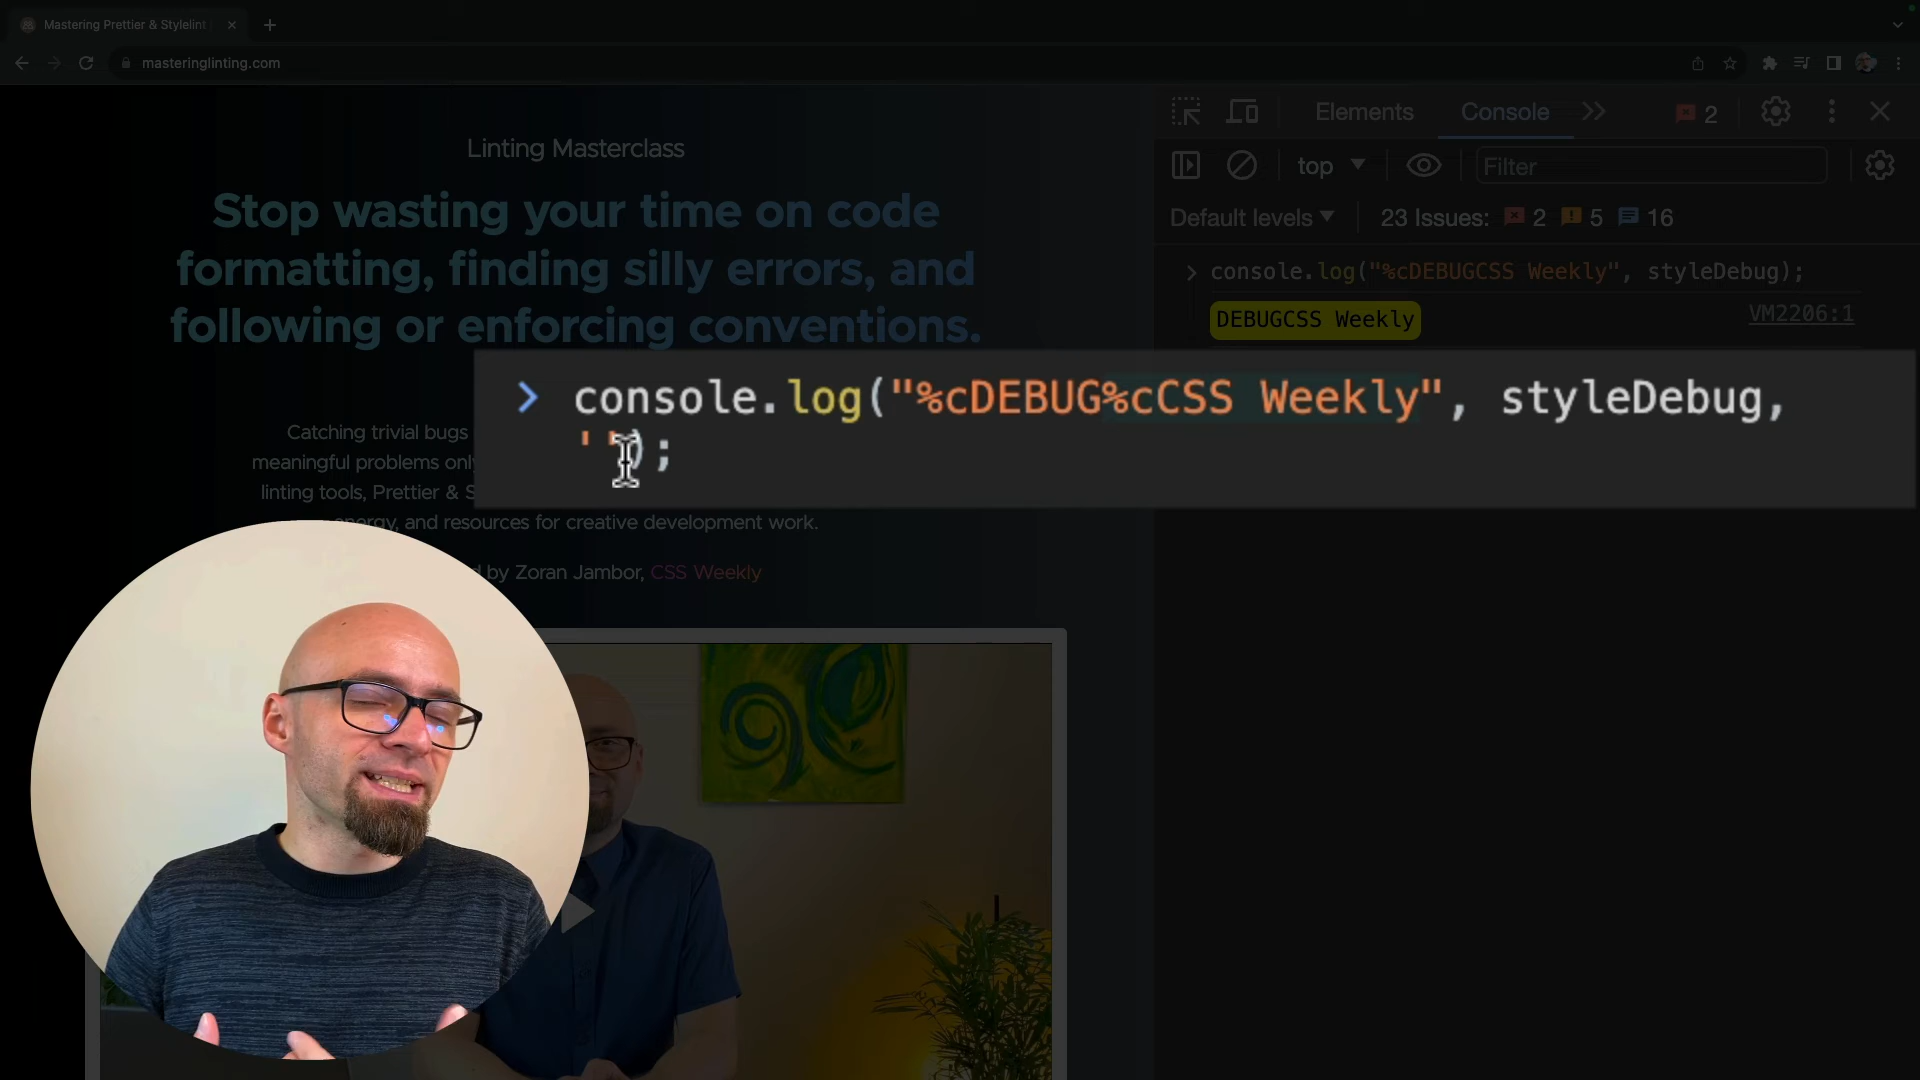 Mastering Prettier & Stylelint
masteringlinting.com
Linting Masterclass
Stop wasting your time on code
formatting, finding silly errors, and
following or enforcing conventions.
Catching trivial bugs
meaningful problems only
linting tools, Prettier & S
energy, and resources for creative development work.
by Zoran Jambor, CSS Weekly
Elements
Console
2
top
Filter
Default levels
23 Issues: 2 5 16
console.log("%cDEBUGCSS Weekly", styleDebug);
DEBUGCSS Weekly
VM2206:1
> console.log("%cDEBUG%cCSS Weekly", styleDebug,
'');